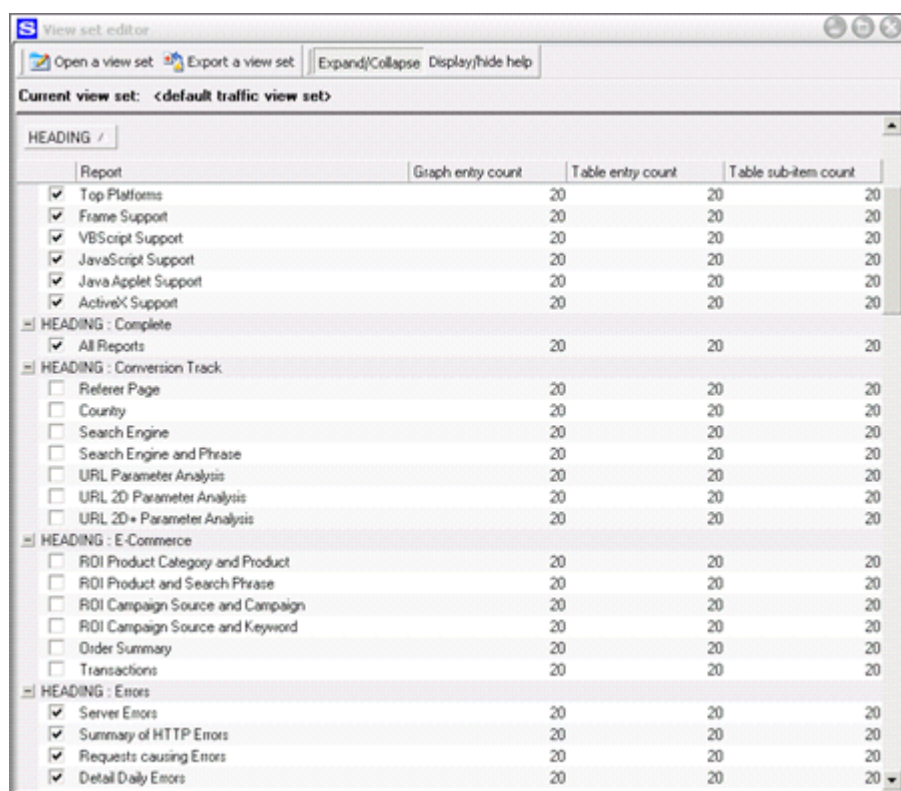 View set editor
Open a view set Export a view set Expand/Collapse Display/hide help
Current view set: <default traffic view set>
HEADING /
Report Graph entry count Table entry count Table sub-item count
Top Platforms 20 20 20
Frame Support 20 20 20
VBScript Support 20 20 20
JavaScript Support 20 20 20
Java Applet Support 20 20 20
ActiveX Support 20 20 20
HEADING : Complete
All Reports 20 20 20
HEADING : Conversion Track
Referer Page 20 20 20
Country 20 20 20
Search Engine 20 20 20
Search Engine and Phrase 20 20 20
URL Parameter Analysis 20 20 20
URL 2D Parameter Analysis 20 20 20
URL 2D+ Parameter Analysis 20 20 20
HEADING : E-Commerce
ROI Product Category and Product 20 20 20
ROI Product and Search Phrase 20 20 20
ROI Campaign Source and Campaign 20 20 20
ROI Campaign Source and Keyword 20 20 20
Order Summary 20 20 20
Transactions 20 20 20
HEADING : Errors
Server Errors 20 20 20
Summary of HTTP Errors 20 20 20
Requests causing Errors 20 20 20
Detail Daily Errors 20 20 20